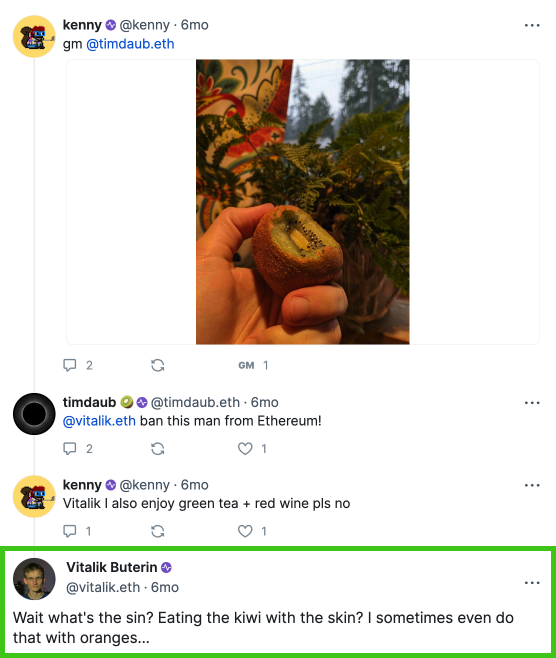 kenny @kenny · 6mo
gm @timdaub.eth
2
GM 1
timdaub 🥝 @timdaub.eth · 6mo
@vitalik.eth ban this man from Ethereum!
2 1
kenny @kenny · 6mo
Vitalik I also enjoy green tea + red wine pls no
1 1
Vitalik Buterin
@vitalik.eth · 6mo
Wait what's the sin? Eating the kiwi with the skin? I sometimes even do
that with oranges...